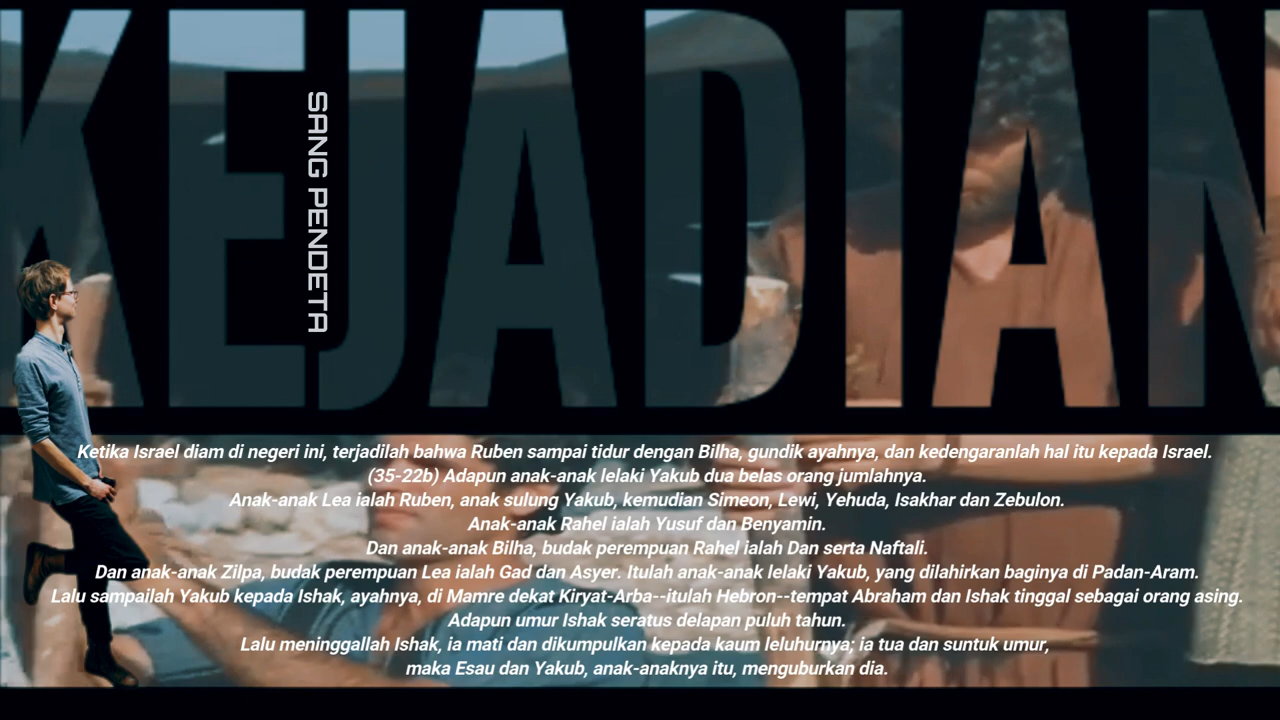 KEJADIAN
SANG PENDETA
Ketika Israel diam di negeri ini, terjadilah bahwa Ruben sampai tidur dengan Bilha, gundik ayahnya, dan kedengaranlah hal itu kepada Israel.
(35-22b) Adapun anak-anak lelaki Yakub dua belas orang jumlahnya.
Anak-anak Lea ialah Ruben, anak sulung Yakub, kemudian Simeon, Lewi, Yehuda, Isakhar dan Zebulon.
Anak-anak Rahel ialah Yusuf dan Benyamin.
Dan anak-anak Bilha, budak perempuan Rahel ialah Dan serta Naftali.
Dan anak-anak Zilpa, budak perempuan Lea ialah Gad dan Asyer. Itulah anak-anak lelaki Yakub, yang dilahirkan baginya di Padan-Aram.
Lalu sampailah Yakub kepada Ishak, ayahnya, di Mamre dekat Kiryat-Arba--itulah Hebron--tempat Abraham dan Ishak tinggal sebagai orang asing.
Adapun umur Ishak seratus delapan puluh tahun.
Lalu meninggallah Ishak, ia mati dan dikumpulkan kepada kaum leluhurnya; ia tua dan suntuk umur,
maka Esau dan Yakub, anak-anaknya itu, menguburkan dia.